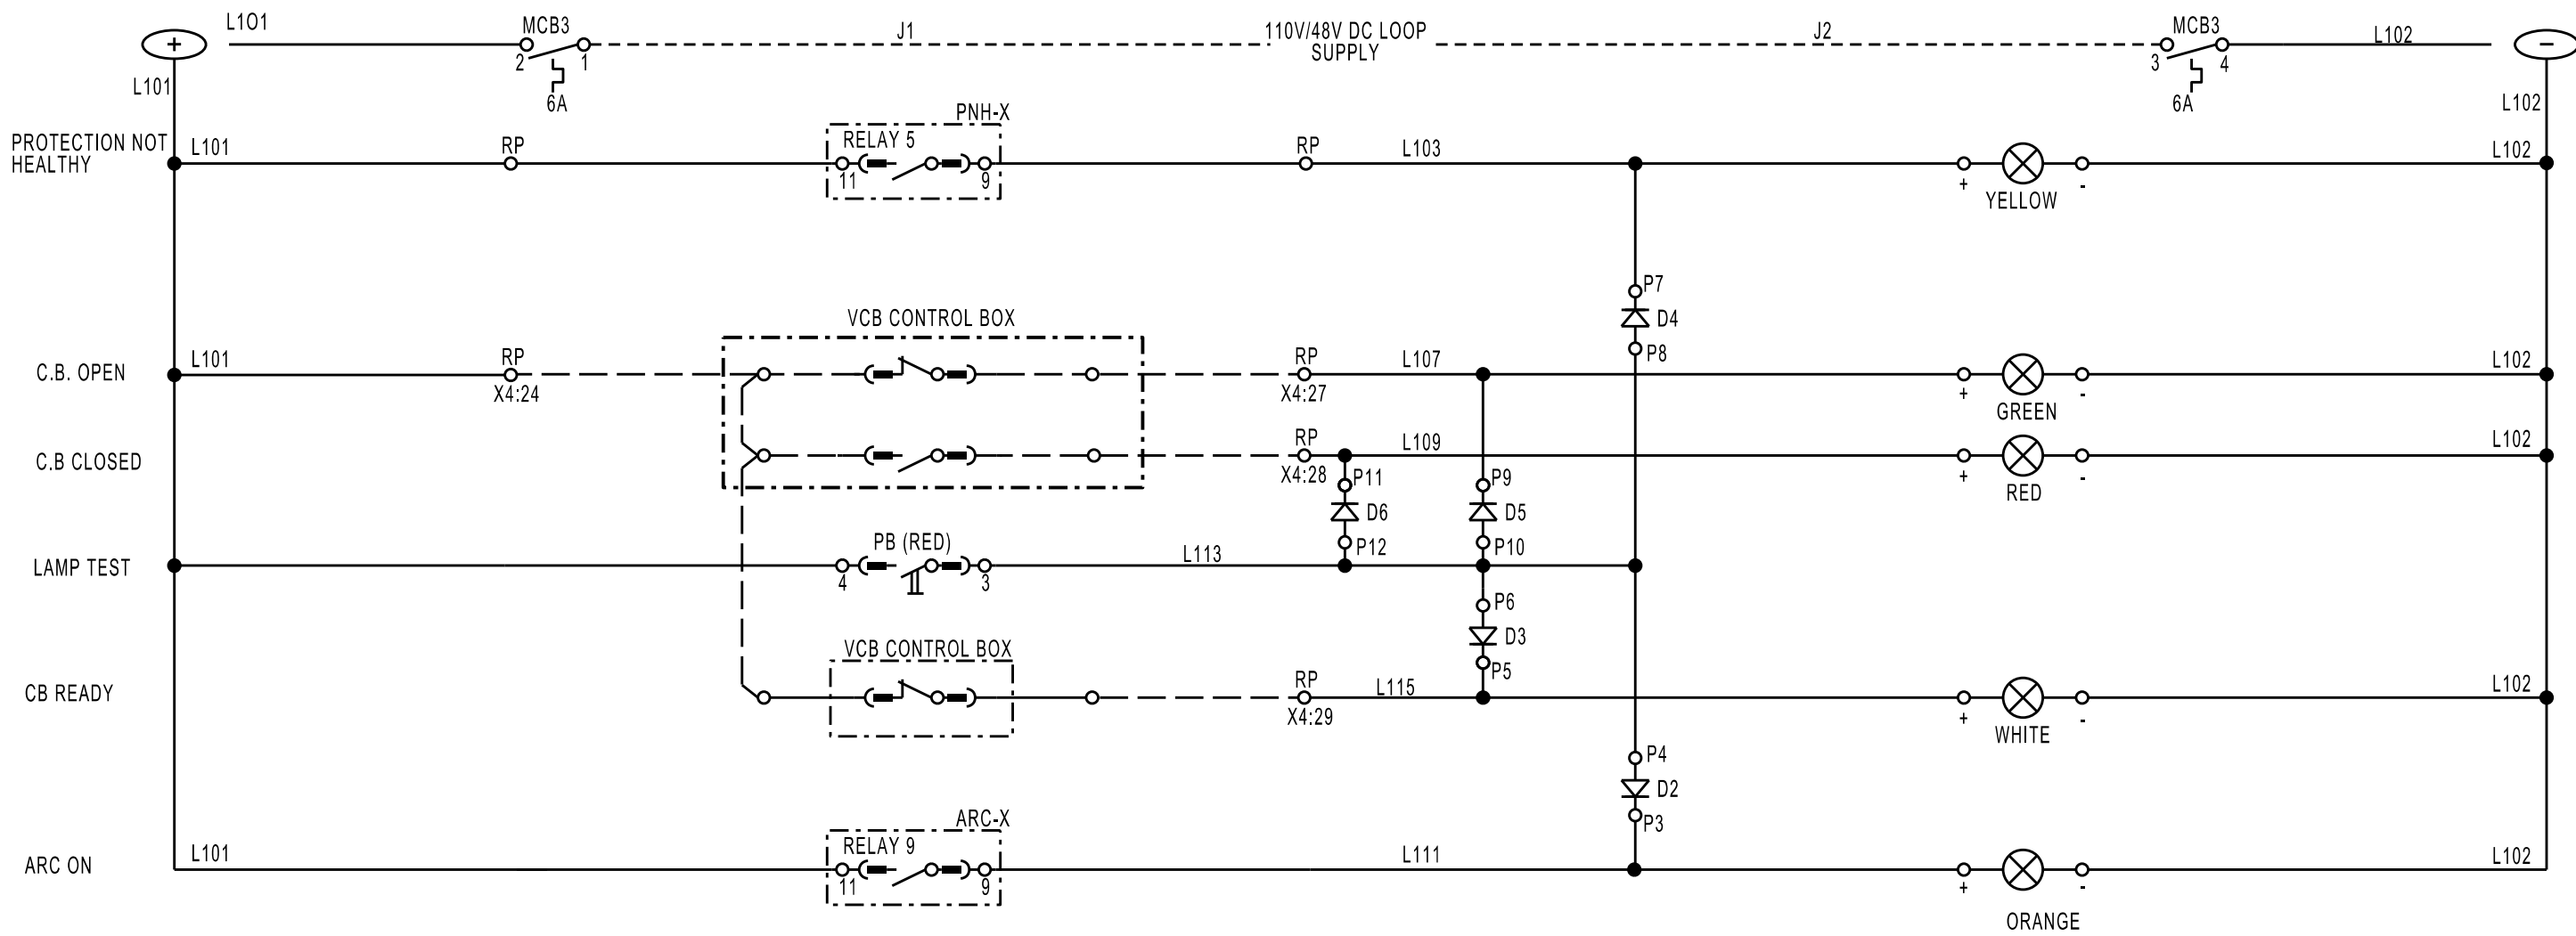 L1O1
MCB3
J1
110V/48V DC LOOP
SUPPLY
J2
MCB3
L102
+
2
1
3
4
-
6A
6A
L101
L102
PROTECTION NOT
HEALTHY
L101
RP
PNH-X
RELAY 5
11
9
RP
L103
+
-
YELLOW
L102
P7
D4
P8
VCB CONTROL BOX
C.B. OPEN
L101
RP
X4:24
RP
X4:27
L107
+
-
GREEN
L102
C.B CLOSED
RP
X4:28
L109
+
-
RED
L102
P11
D6
P12
P9
D5
P10
LAMP TEST
PB (RED)
4
3
L113
P6
D3
P5
VCB CONTROL BOX
CB READY
RP
X4:29
L115
+
-
WHITE
L102
P4
D2
P3
ARC-X
RELAY 9
ARC ON
L101
11
9
L111
+
-
ORANGE
L102